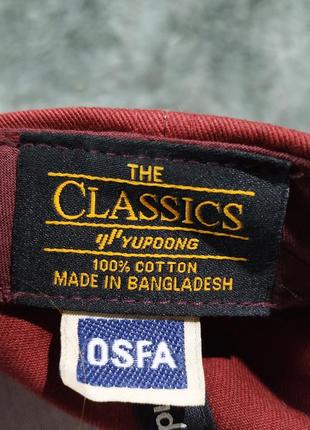 THE
CLASSICS
YUPOONG
100% COTTON
MADE IN BANGLADESH
OSFA